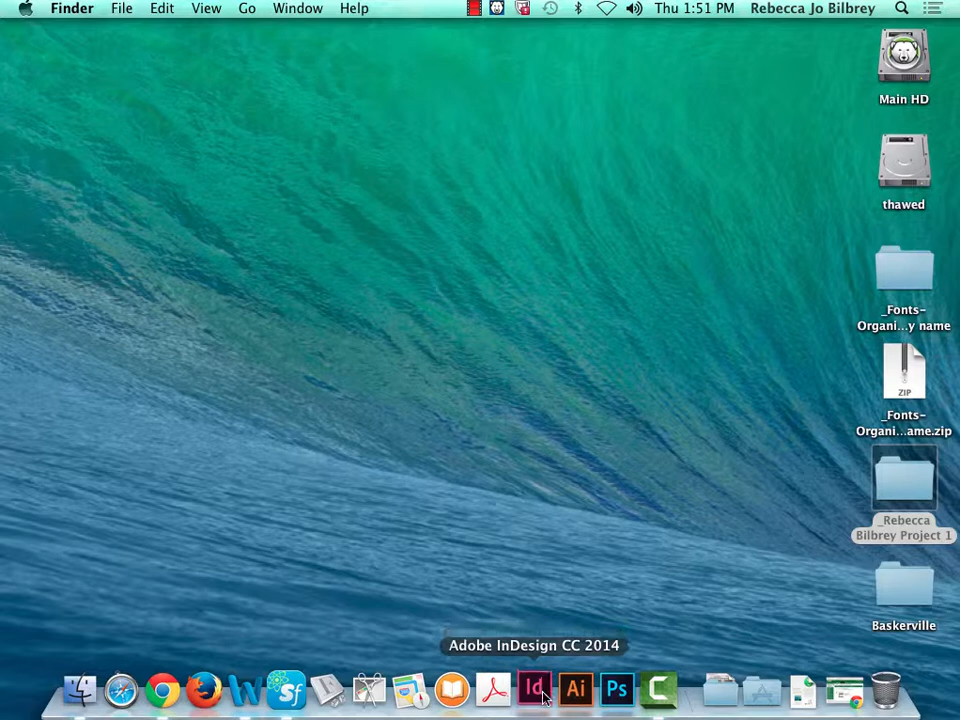 Finder File Edit View Go Window Help Thu 1:51 PM Rebecca Jo Bilbrey
Main HD
thawed
_Fonts-
Organi...y name
ZIP
_Fonts-
Organi...ame.zip
_Rebecca
Bilbrey Project 1
Baskerville
Adobe InDesign CC 2014
W Sf Id Ai Ps C